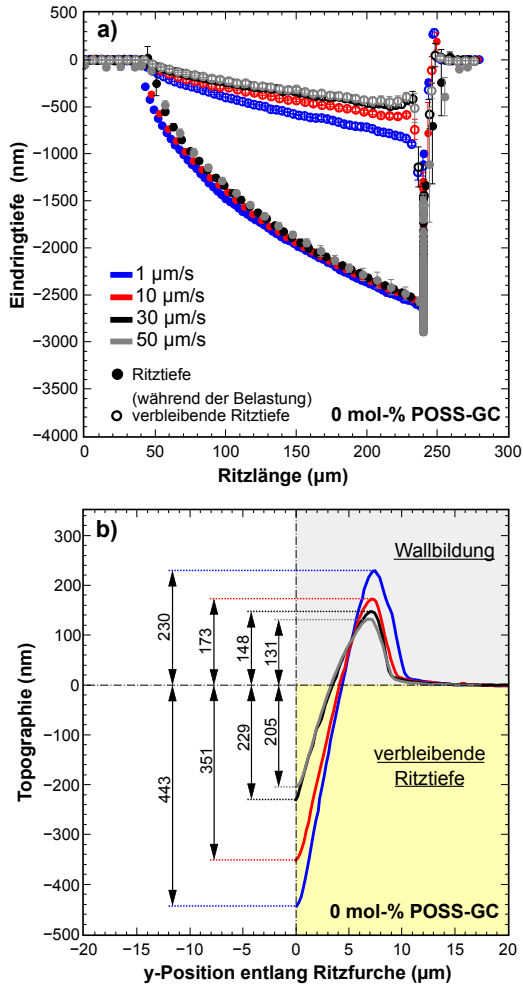 a)
500
0
−500
−1000
−1500
−2000
−2500
−3000
−3500
−4000
Eindringtiefe (nm)
1 µm/s
10 µm/s
30 µm/s
50 µm/s
Ritztiefe
(während der Belastung)
verbleibende Ritztiefe
0 mol-% POSS-GC
0 50 100 150 200 250 300
Ritzlänge (µm)
b)
300
200
100
0
−100
−200
−300
−400
−500
Topographie (nm)
Wallbildung
230 173 148 131
443 351 229 205
verbleibende
Ritztiefe
0 mol-% POSS-GC
−20 −15 −10 −5 0 5 10 15 20
y-Position entlang Ritzfurche (µm)